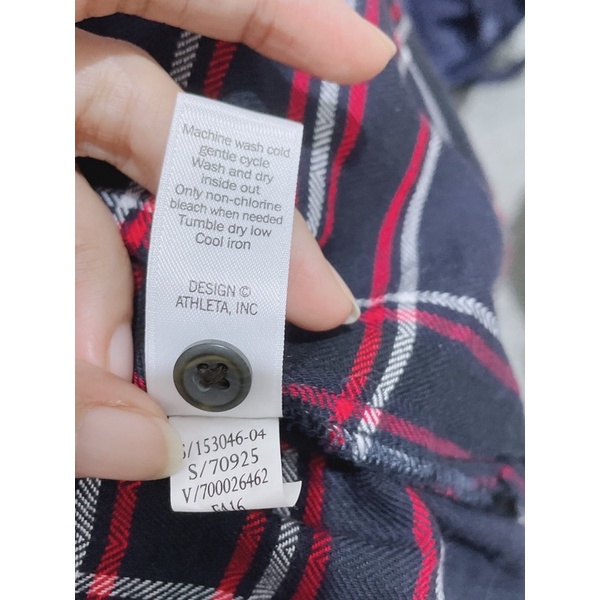 Machine wash cold
gentle cycle
Wash and dry
inside out
Only non-chlorine
bleach when needed
Tumble dry low
Cool iron
DESIGN ©
ATHLETA, INC
/153046-04
S/70925
V/700026462
FA16